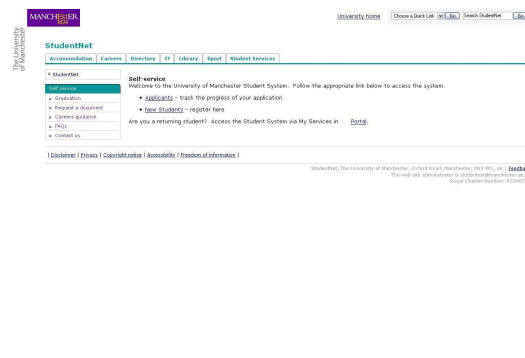 MANCHESTER
1824
The University
of Manchester
University home
Choose a Quick Link
Go
Search StudentNet
Go
StudentNet
Accommodation
Careers
Directory
IT
Library
Sport
Student Services
StudentNet
Self service
Graduation
Request a document
Careers guidance
FAQs
Contact us
Self-service
Welcome to the University of Manchester Student System. Follow the appropriate link below to access the system.
• Applicants - track the progress of your application
• New Students - register here
Are you a returning student? Access the Student System via My Services in Portal.
| Disclaimer | Privacy | Copyright notice | Accessibility | Freedom of information |
StudentNet, The University of Manchester, Oxford Road, Manchester, M13 9PL, UK | Feedba
The web site administrator is studentnet@manchester.ac.
Royal Charter Number: